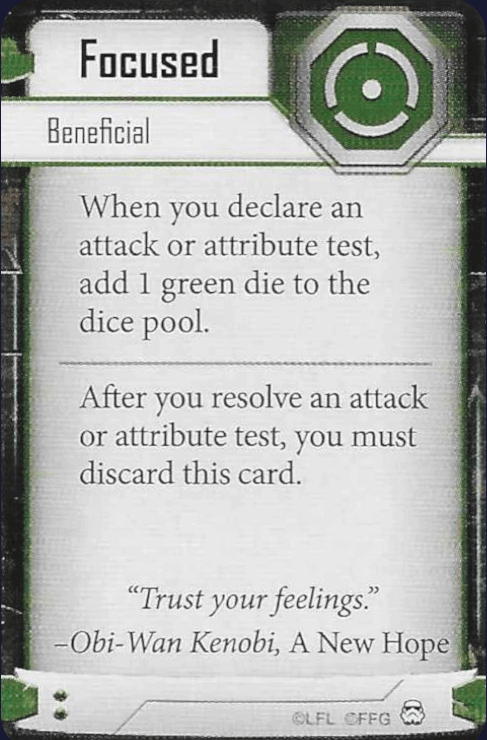 Focused
Beneficial
When you declare an
attack or attribute test,
add 1 green die to the
dice pool.
After you resolve an attack
or attribute test, you must
discard this card.
“Trust your feelings.”
–Obi-Wan Kenobi, A New Hope
©LFL ©FFG